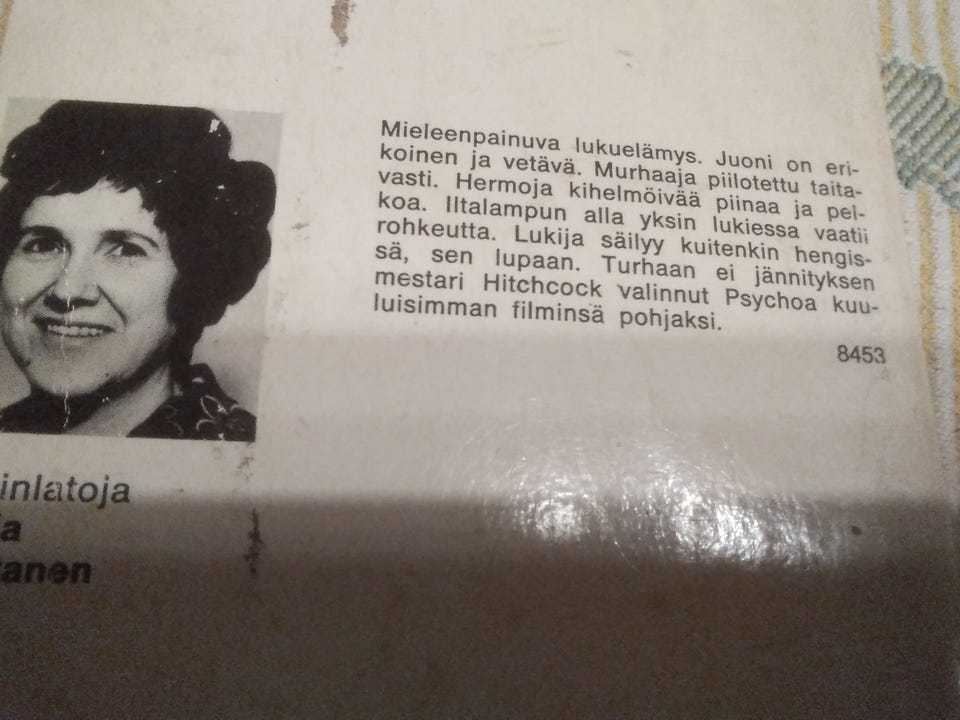 Mieleenpainuva lukuelämys. Juoni on eri-
koinen ja vetävä. Murhaaja piilotettu taita-
vasti. Hermoja kihelmöivää piinaa ja pel-
koa. Iltalampun alla yksin lukiessa vaatii
rohkeutta. Lukija säilyy kuitenkin hengis-
sä, sen lupaan. Turhaan ei jännityksen
mestari Hitchcock valinnut Psychoa kuu-
luisimman filminsä pohjaksi.
8453
inlatoja
a
tanen